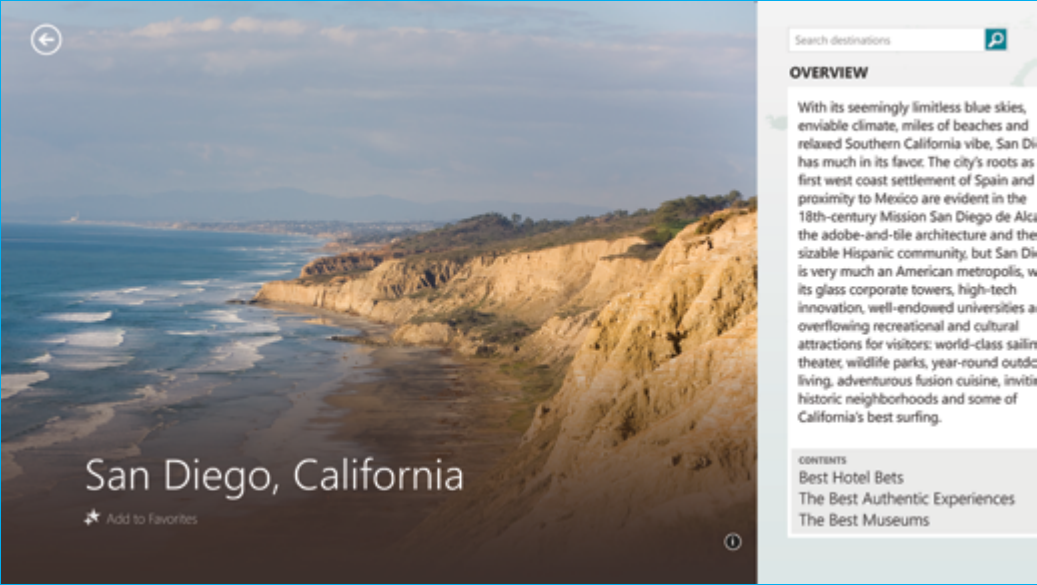 Search destinations
OVERVIEW
With its seemingly limitless blue skies,
enviable climate, miles of beaches and
relaxed Southern California vibe, San Di
has much in its favor. The city's roots as
first west coast settlement of Spain and
proximity to Mexico are evident in the
18th-century Mission San Diego de Alca
the adobe-and-tile architecture and the
sizable Hispanic community, but San Di
is very much an American metropolis, w
its glass corporate towers, high-tech
innovation, well-endowed universities a
overflowing recreational and cultural
attractions for visitors: world-class sailin
theater, wildlife parks, year-round outdo
living, adventurous fusion cuisine, invitin
historic neighborhoods and some of
California's best surfing.
CONTENTS
Best Hotel Bets
The Best Authentic Experiences
The Best Museums
San Diego, California
Add to Favorites